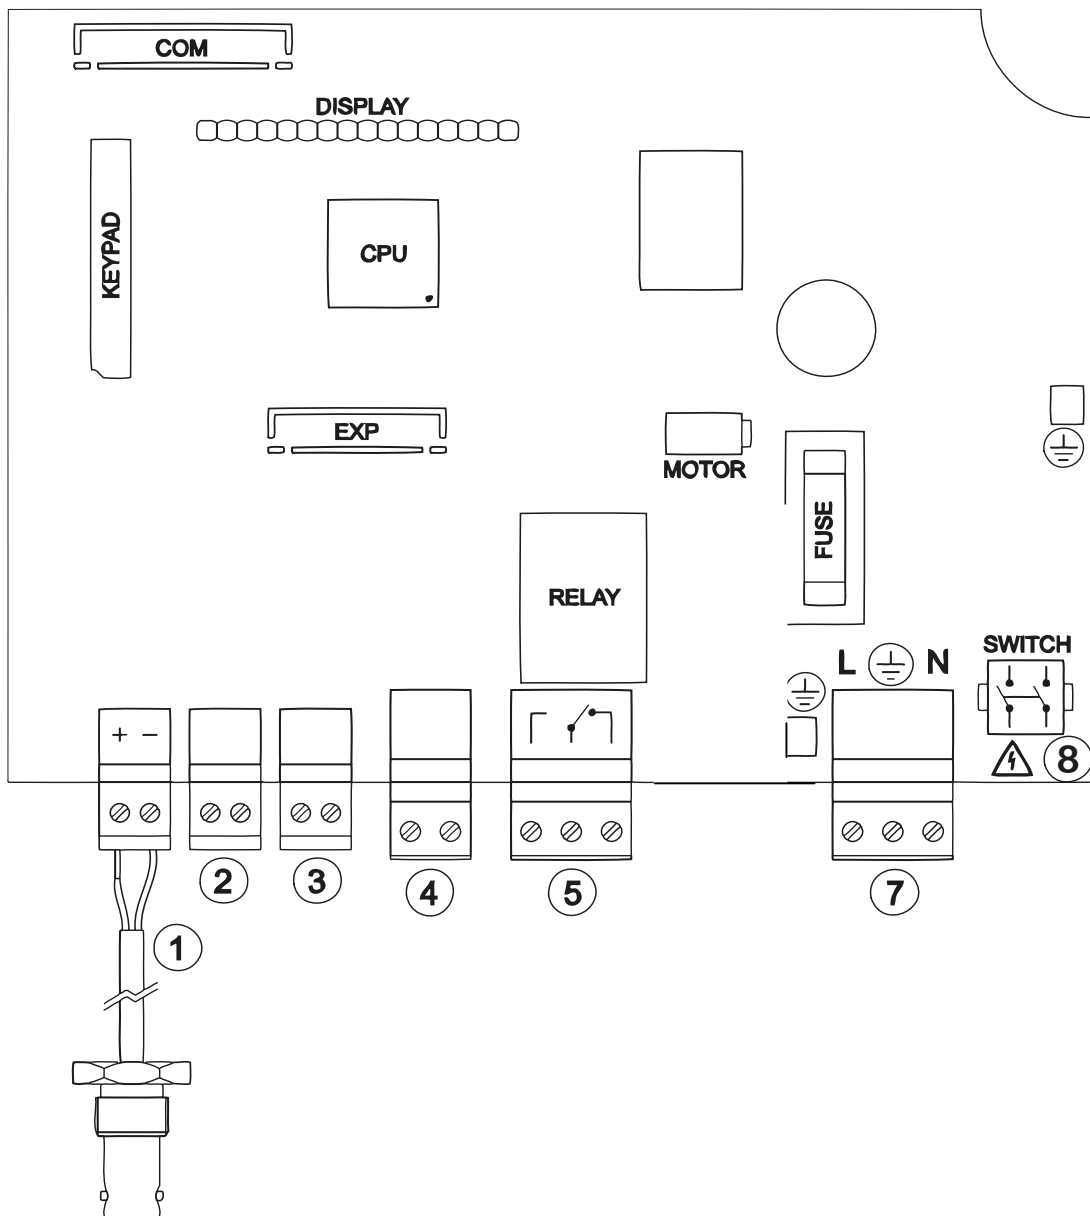 COM
DISPLAY
KEYPAD
CPU
EXP
MOTOR
FUSE
RELAY
SWITCH
L N
+ −
8
2
3
4
5
7
1